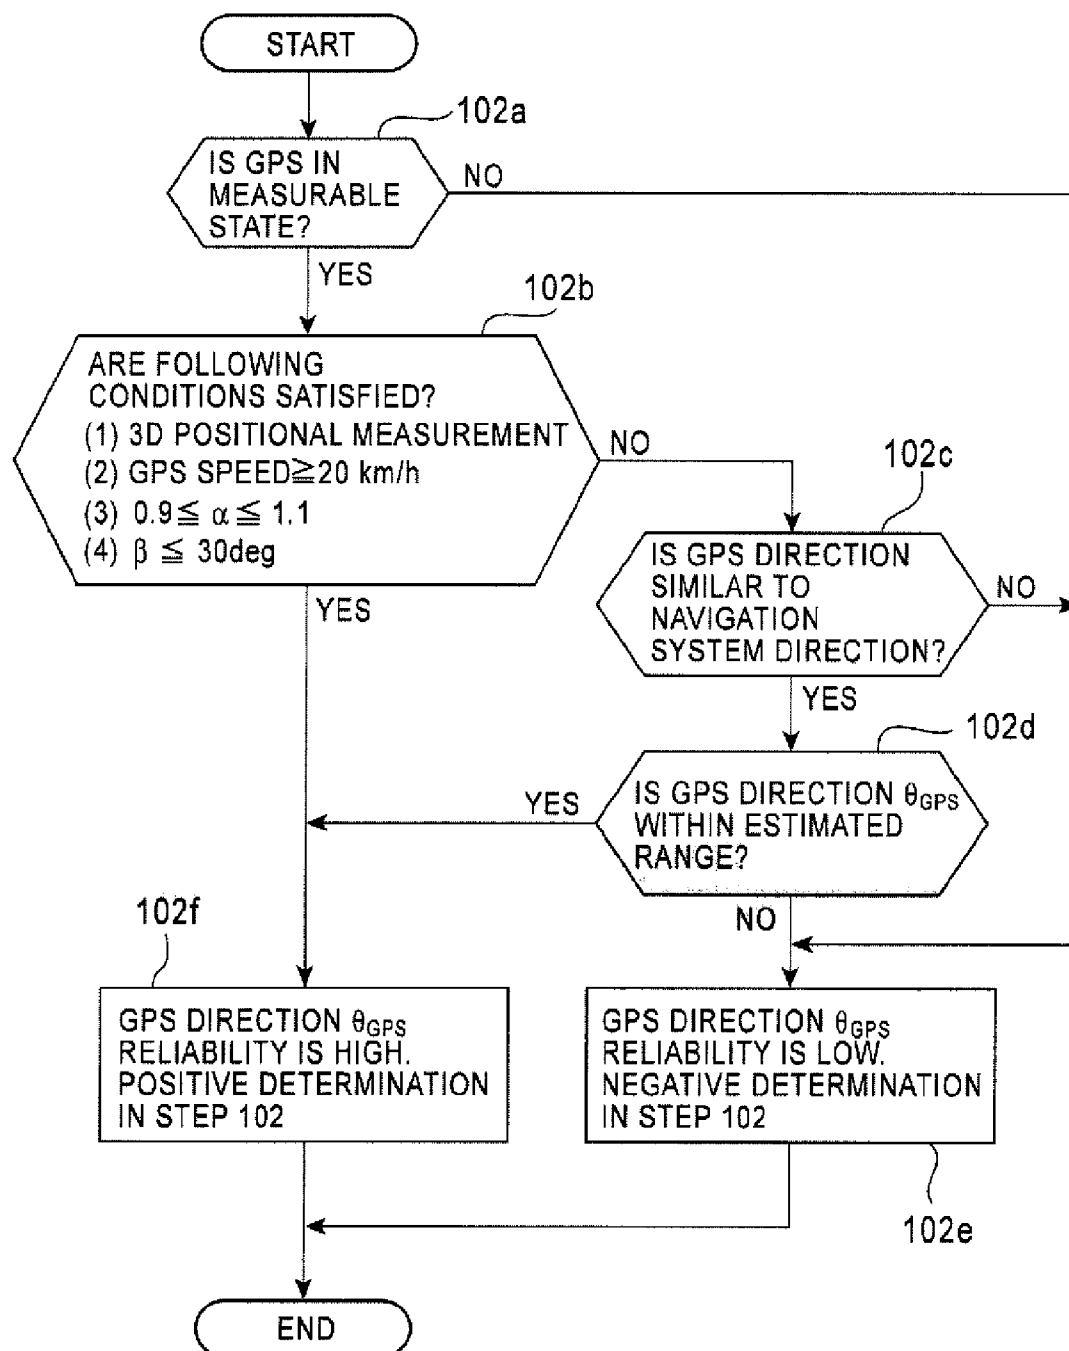 START
102a
IS GPS IN
MEASURABLE
STATE?
NO
YES
102b
ARE FOLLOWING
CONDITIONS SATISFIED?
(1) 3D POSITIONAL MEASUREMENT
(2) GPS SPEED≧20 km/h
(3) 0.9≦ α ≦ 1.1
(4) β ≦ 30deg
NO
YES
102c
IS GPS DIRECTION
SIMILAR TO
NAVIGATION
SYSTEM DIRECTION?
NO
YES
102d
IS GPS DIRECTION θGPS
WITHIN ESTIMATED
RANGE?
YES
NO
102f
GPS DIRECTION θGPS
RELIABILITY IS HIGH.
POSITIVE DETERMINATION
IN STEP 102
GPS DIRECTION θGPS
RELIABILITY IS LOW.
NEGATIVE DETERMINATION
IN STEP 102
102e
END